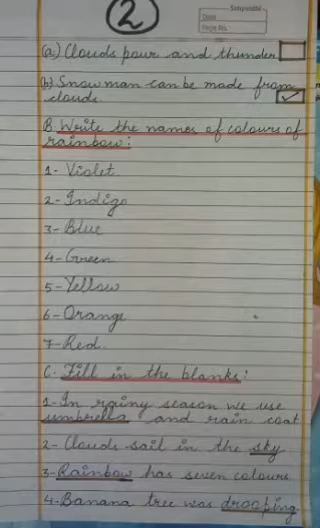 2
Date
Page No.
(a) Clouds pour and thunder
(b) Snowman can be made from
clouds
B. Write the names of colours of
rainbow:
1- Violet
2- Indigo
3- Blue
4- Green
5- Yellow
6- Orange
7- Red
C. Fill in the blanks:
1- In rainy season we use
umbrella and rain coat
2- Clouds sail in the sky
3- Rainbow has seven colours
4- Banana tree was drooping